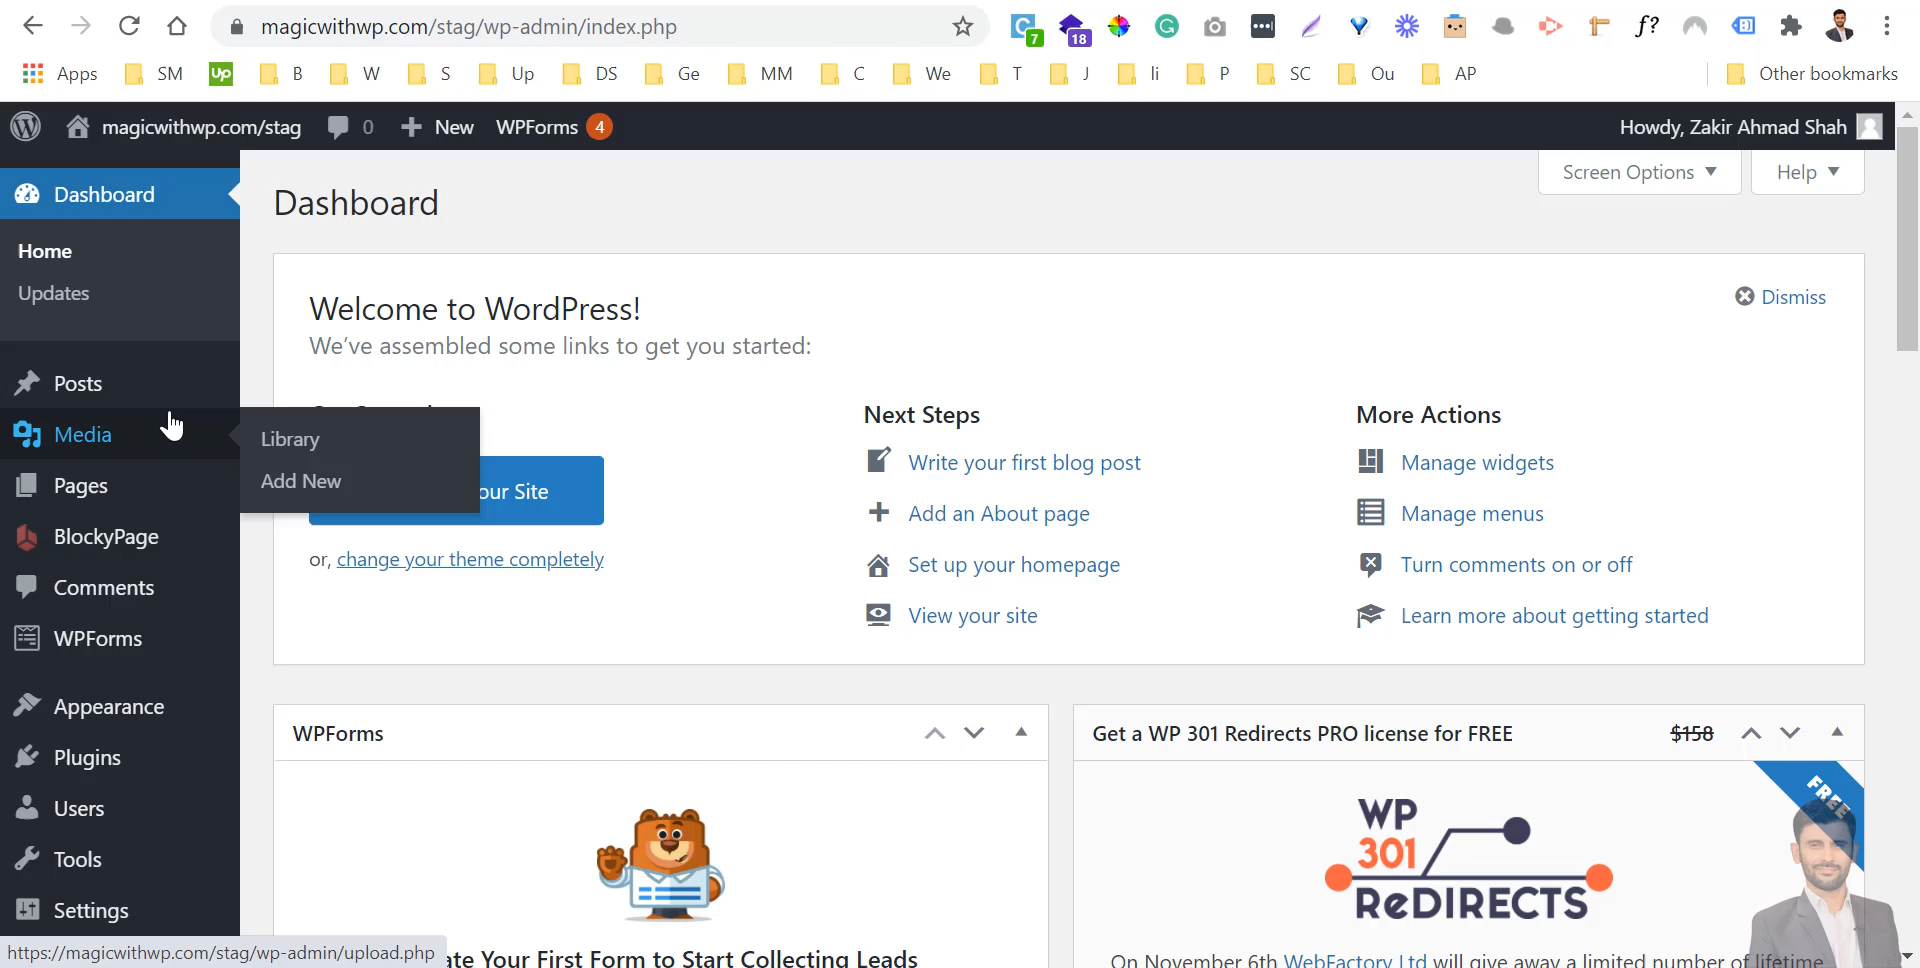 magicwithwp.com/stag/wp-admin/index.php
7
18
f?
Apps
SM
Up
B
W
S
Up
DS
Ge
MM
C
We
T
J
li
P
SC
Ou
AP
Other bookmarks
magicwithwp.com/stag
0
New
WPForms
4
Howdy, Zakir Ahmad Shah
Dashboard
Home
Updates
Posts
Media
Pages
BlockyPage
Comments
WPForms
Appearance
Plugins
Users
Tools
Settings
Library
Add New
Screen Options
Help
Dashboard
Welcome to WordPress!
We've assembled some links to get you started:
Dismiss
our Site
or, change your theme completely
Next Steps
Write your first blog post
Add an About page
Set up your homepage
View your site
More Actions
Manage widgets
Manage menus
Turn comments on or off
Learn more about getting started
WPForms
ate Your First Form to Start Collecting Leads
Get a WP 301 Redirects PRO license for FREE
$158
FREE
WP
301
ReDIRECTS
On November 6th WebFactory Ltd will give away a limited number of lifetime
https://magicwithwp.com/stag/wp-admin/upload.php